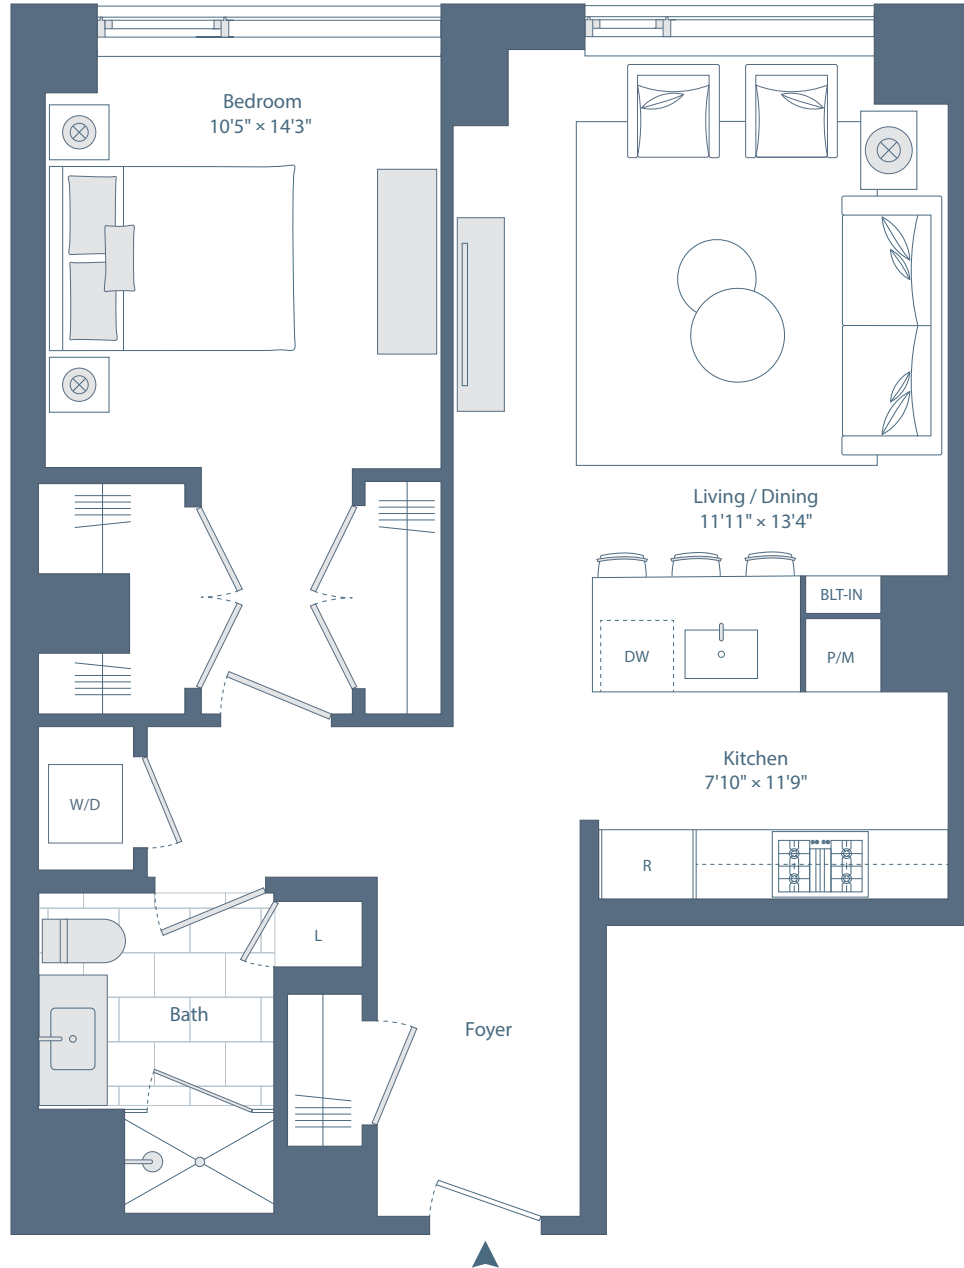 Bedroom
10'5" × 14'3"
Living / Dining
11'11" × 13'4"
BLT-IN
DW
P/M
Kitchen
7'10" × 11'9"
W/D
R
L
Bath
Foyer